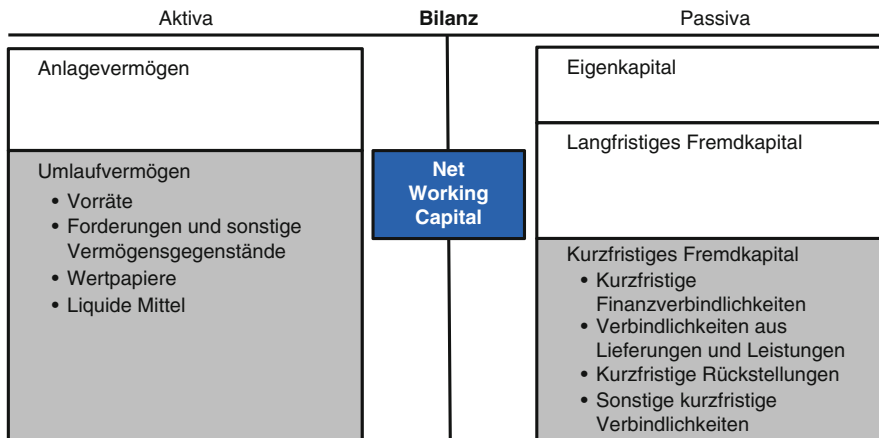 Aktiva
Bilanz
Passiva
Anlagevermögen
Umlaufvermögen
• Vorräte
• Forderungen und sonstige
Vermögensgegenstände
• Wertpapiere
• Liquide Mittel
Net
Working
Capital
Eigenkapital
Langfristiges Fremdkapital
Kurzfristiges Fremdkapital
• Kurzfristige
Finanzverbindlichkeiten
• Verbindlichkeiten aus
Lieferungen und Leistungen
• Kurzfristige Rückstellungen
• Sonstige kurzfristige
Verbindlichkeiten